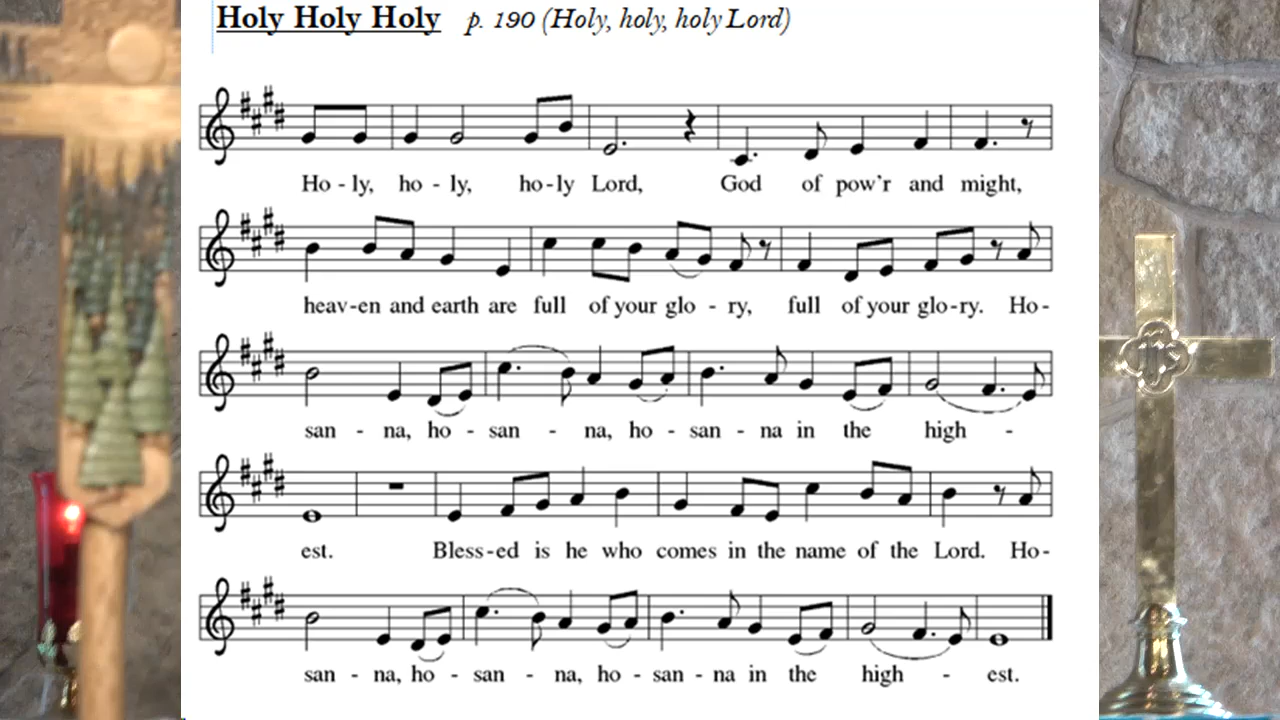 Holy Holy Holy p. 190 (Holy, holy, holy Lord)
Ho - ly, ho - ly, ho - ly Lord, God of pow'r and might,
heav - en and earth are full of your glo - ry, full of your glo - ry. Ho -
san - na, ho - san - na, ho - san - na in the high -
est. Bless - ed is he who comes in the name of the Lord. Ho -
san - na, ho - san - na, ho - san - na in the high - est.